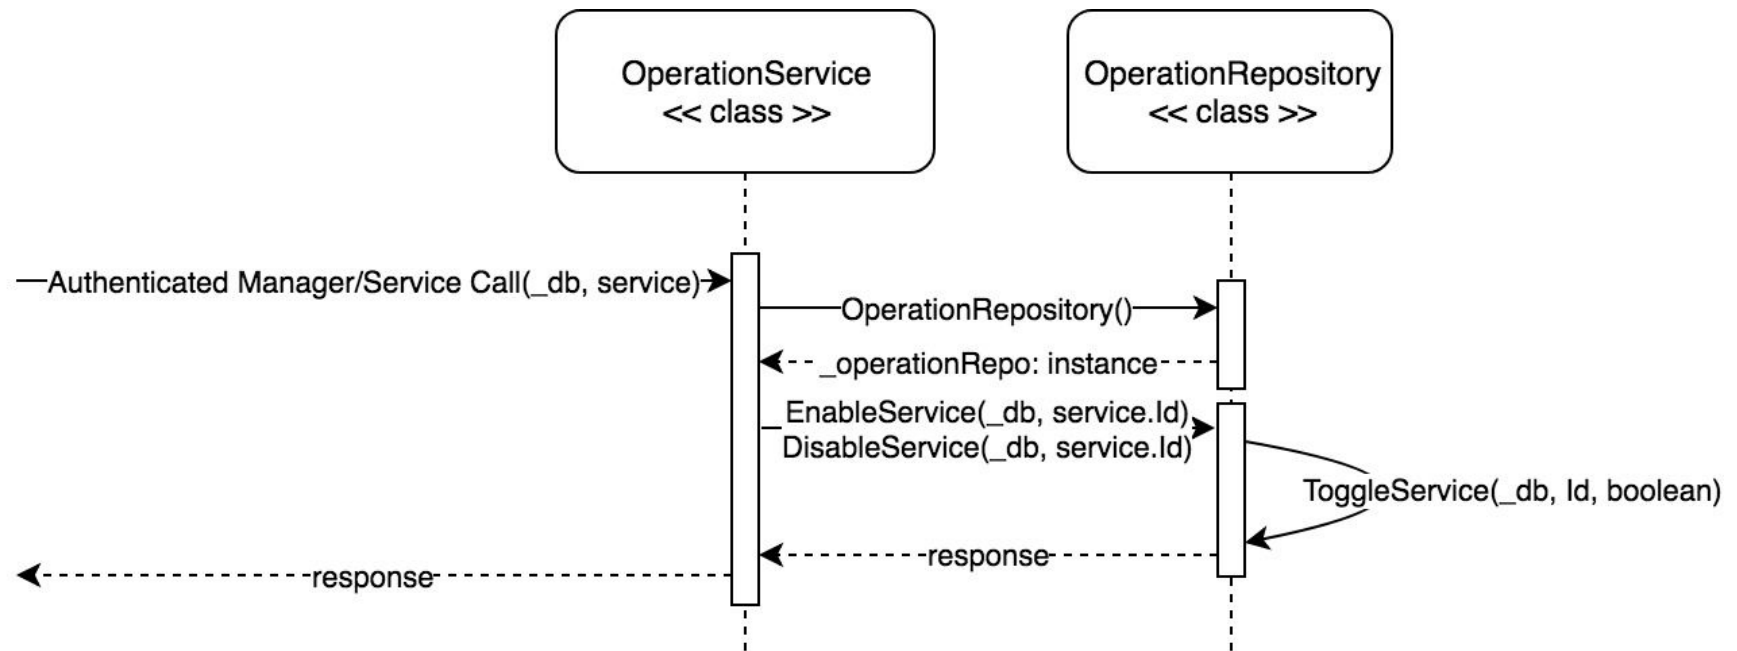 OperationService
<< class >>
OperationRepository
<< class >>
Authenticated Manager/Service Call(_db, service)
OperationRepository()
_operationRepo: instance
EnableService(_db, service.Id)
DisableService(_db, service.Id)
ToggleService(_db, Id, boolean)
response
response